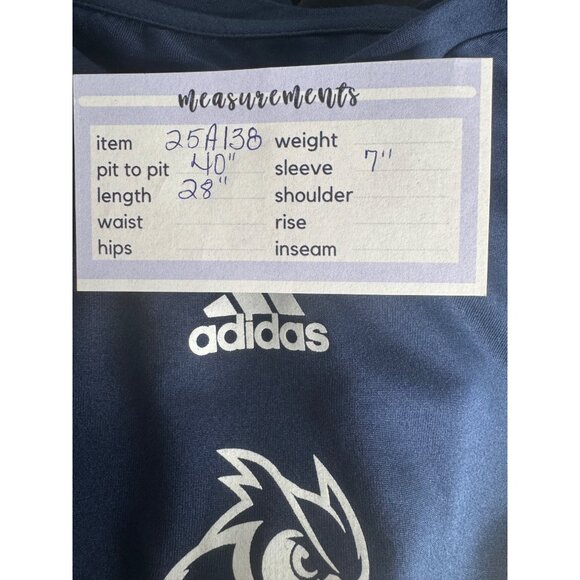 measurements
item 25A138 weight
pit to pit 40" sleeve 7"
length 28" shoulder
waist rise
hips inseam
adidas